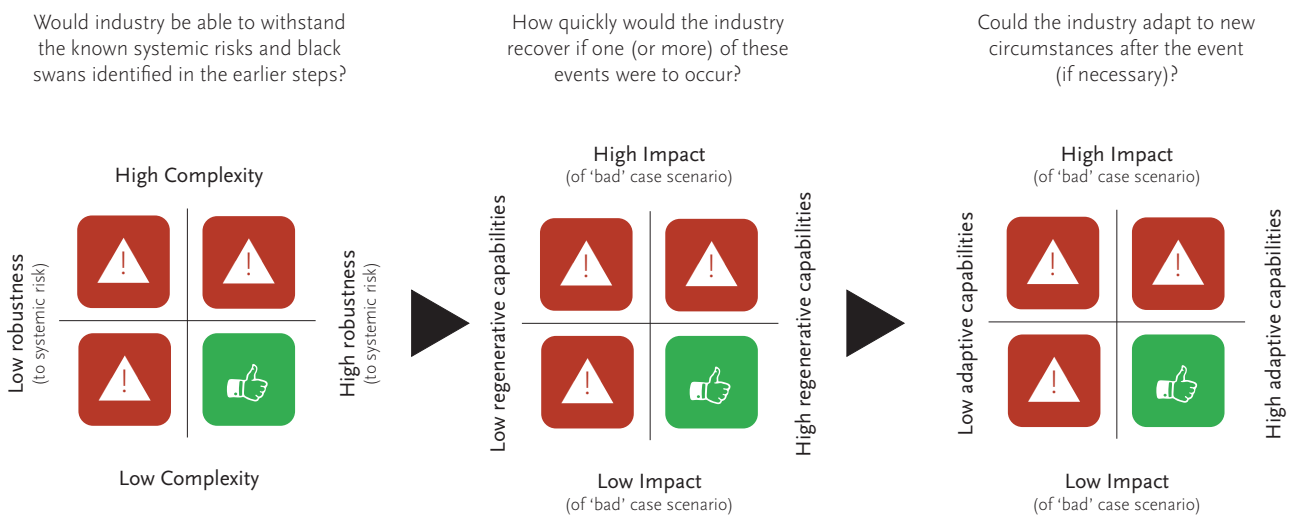 Would industry be able to withstand
the known systemic risks and black
swans identified in the earlier steps?
High Complexity
Low robustness
(to systemic risk)
!
!
!
High robustness
(to systemic risk)
Low Complexity
How quickly would the industry
recover if one (or more) of these
events were to occur?
High Impact
(of ‘bad’ case scenario)
Low regenerative capabilities
!
!
!
High regenerative capabilities
Low Impact
(of ‘bad’ case scenario)
Could the industry adapt to new
circumstances after the event
(if necessary)?
High Impact
(of ‘bad’ case scenario)
Low adaptive capabilities
!
!
!
High adaptive capabilities
Low Impact
(of ‘bad’ case scenario)